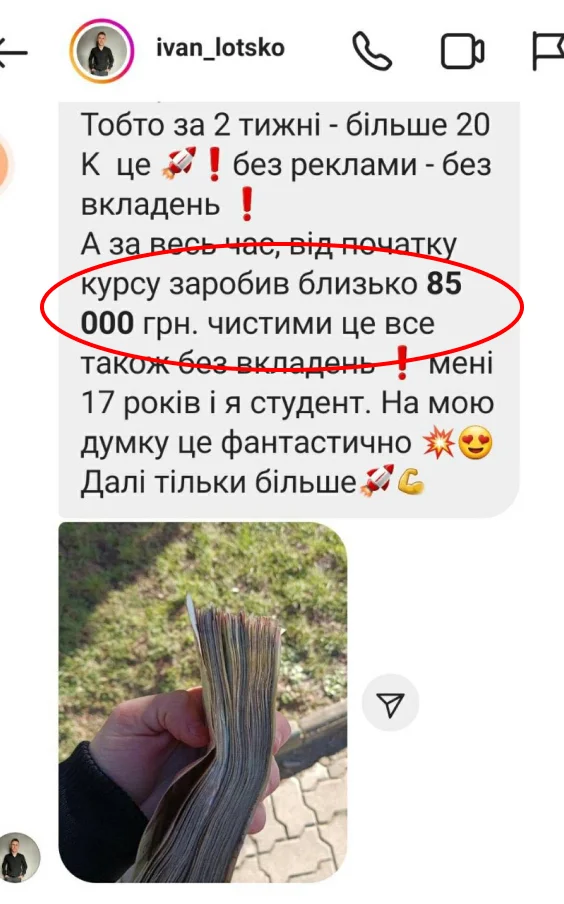 ivan_lotsko
Тобто за 2 тижні - більше 20
К це 🚀❗без реклами - без
вкладень ❗
А за весь час, від початку
курсу заробив близько 85
000 грн. чистими це все
також без вкладень ❗ мені
17 років і я студент. На мою
думку це фантастично 💥😍
Далі тільки більше🚀💪